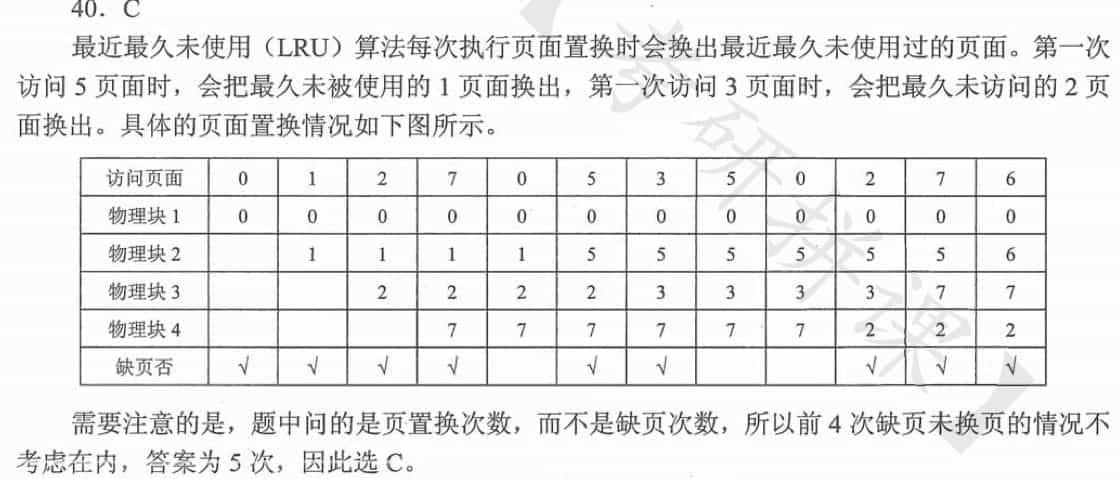 40. C
最近最久未使用（LRU）算法每次执行页面置换时会换出最近最久未使用过的页面。第一次
访问 5 页面时，会把最久未被使用的 1 页面换出，第一次访问 3 页面时，会把最久未访问的 2 页
面换出。具体的页面置换情况如下图所示。
访问页面 0 1 2 7 0 5 3 5 0 2 7 6
物理块 1 0 0 0 0 0 0 0 0 0 0 0 0
物理块 2 1 1 1 1 5 5 5 5 5 5 6
物理块 3 2 2 2 2 3 3 3 3 7 7
物理块 4 7 7 7 7 7 7 2 2 2
缺页否 √ √ √ √ √ √ √ √ √
需要注意的是，题中问的是页置换次数，而不是缺页次数，所以前 4 次缺页未换页的情况不
考虑在内，答案为 5 次，因此选 C。
【考研拼课】